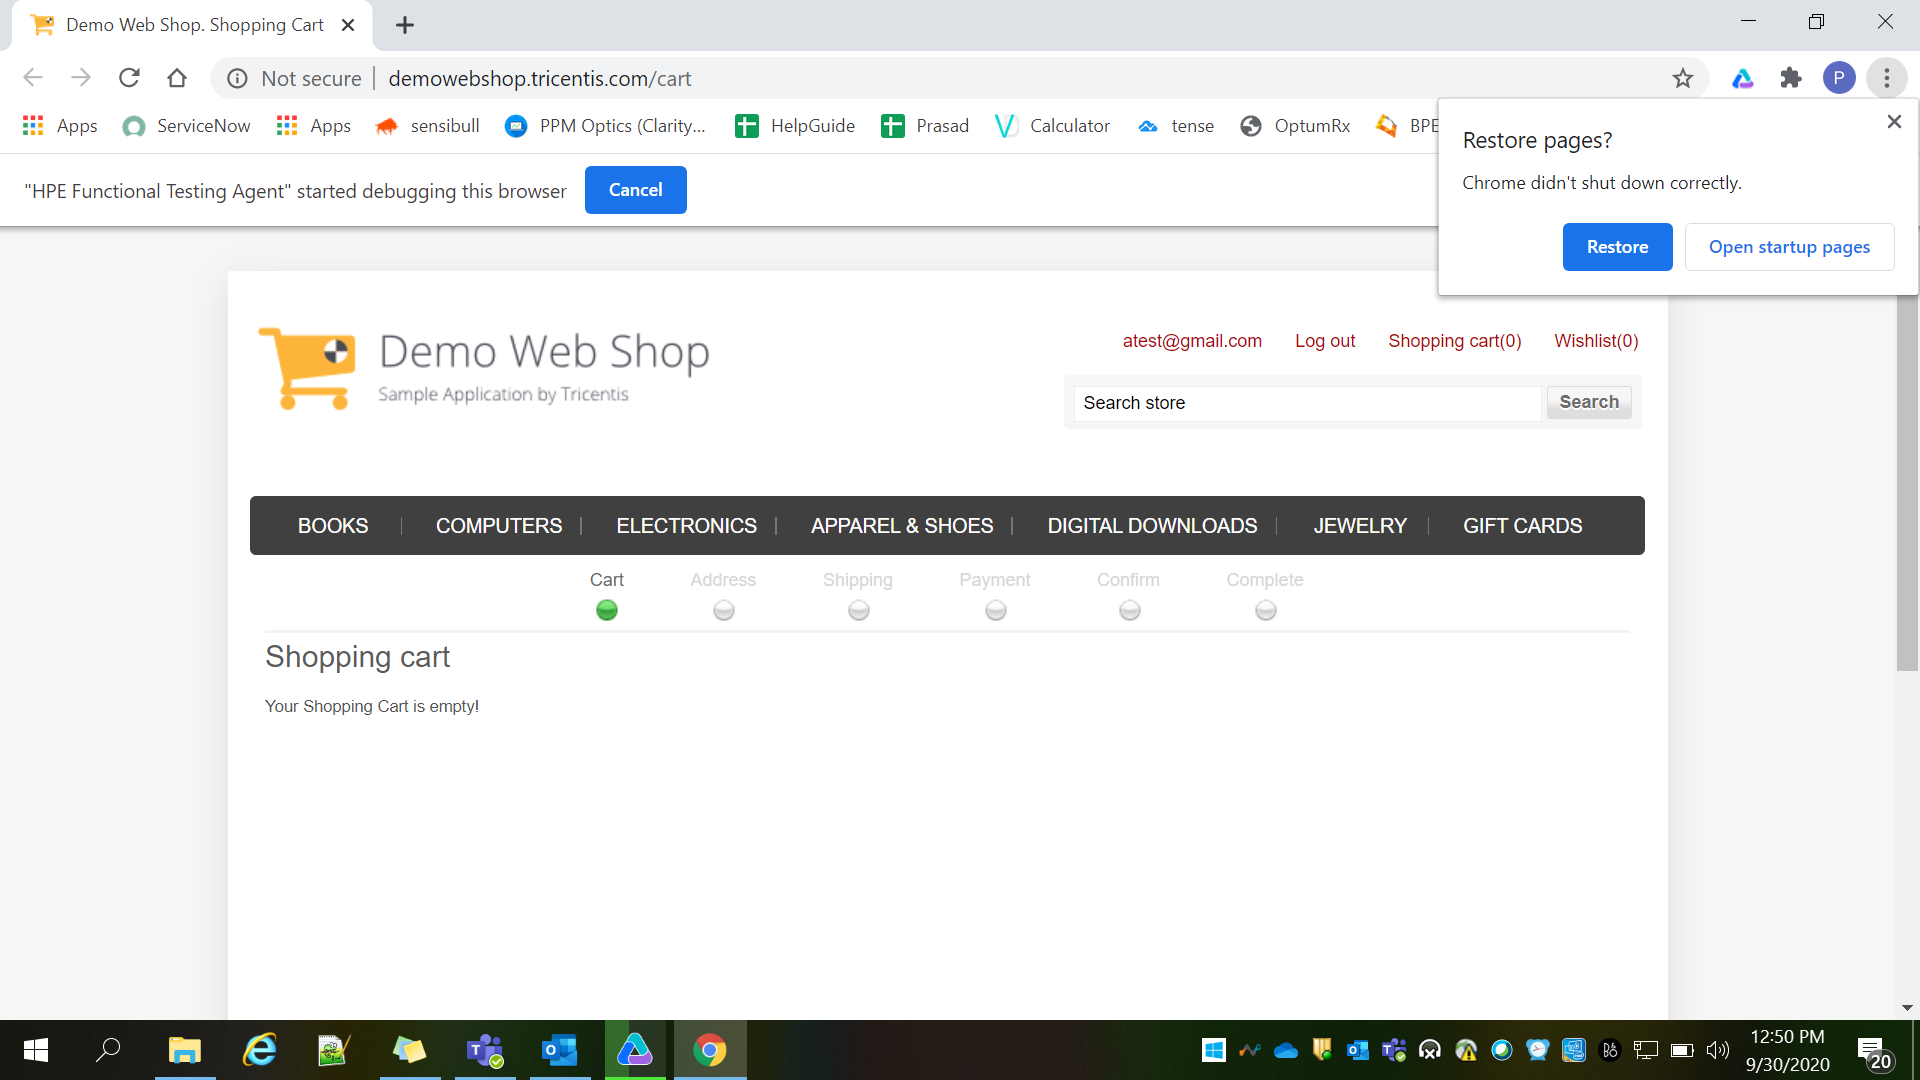 Demo Web Shop. Shopping Cart
Not secure
demowebshop.tricentis.com/cart
P
Apps
ServiceNow
Apps
sensibull
PPM Optics (Clarity...
HelpGuide
Prasad
Calculator
tense
OptumRx
BPE
"HPE Functional Testing Agent" started debugging this browser
Cancel
Restore pages?
Chrome didn't shut down correctly.
Restore
Open startup pages
Demo Web Shop
Sample Application by Tricentis
atest@gmail.com
Log out
Shopping cart(0)
Wishlist(0)
Search store
Search
BOOKS
COMPUTERS
ELECTRONICS
APPAREL & SHOES
DIGITAL DOWNLOADS
JEWELRY
GIFT CARDS
Cart
Address
Shipping
Payment
Confirm
Complete
Shopping cart
Your Shopping Cart is empty!
12:50 PM
9/30/2020
20